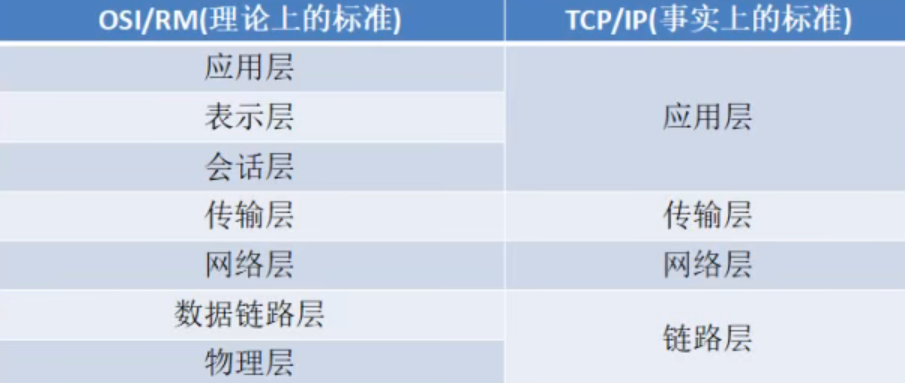 OSI/RM(理论上的标准) TCP/IP(事实上的标准)
应用层
表示层 应用层
会话层
传输层 传输层
网络层 网络层
数据链路层
链路层
物理层